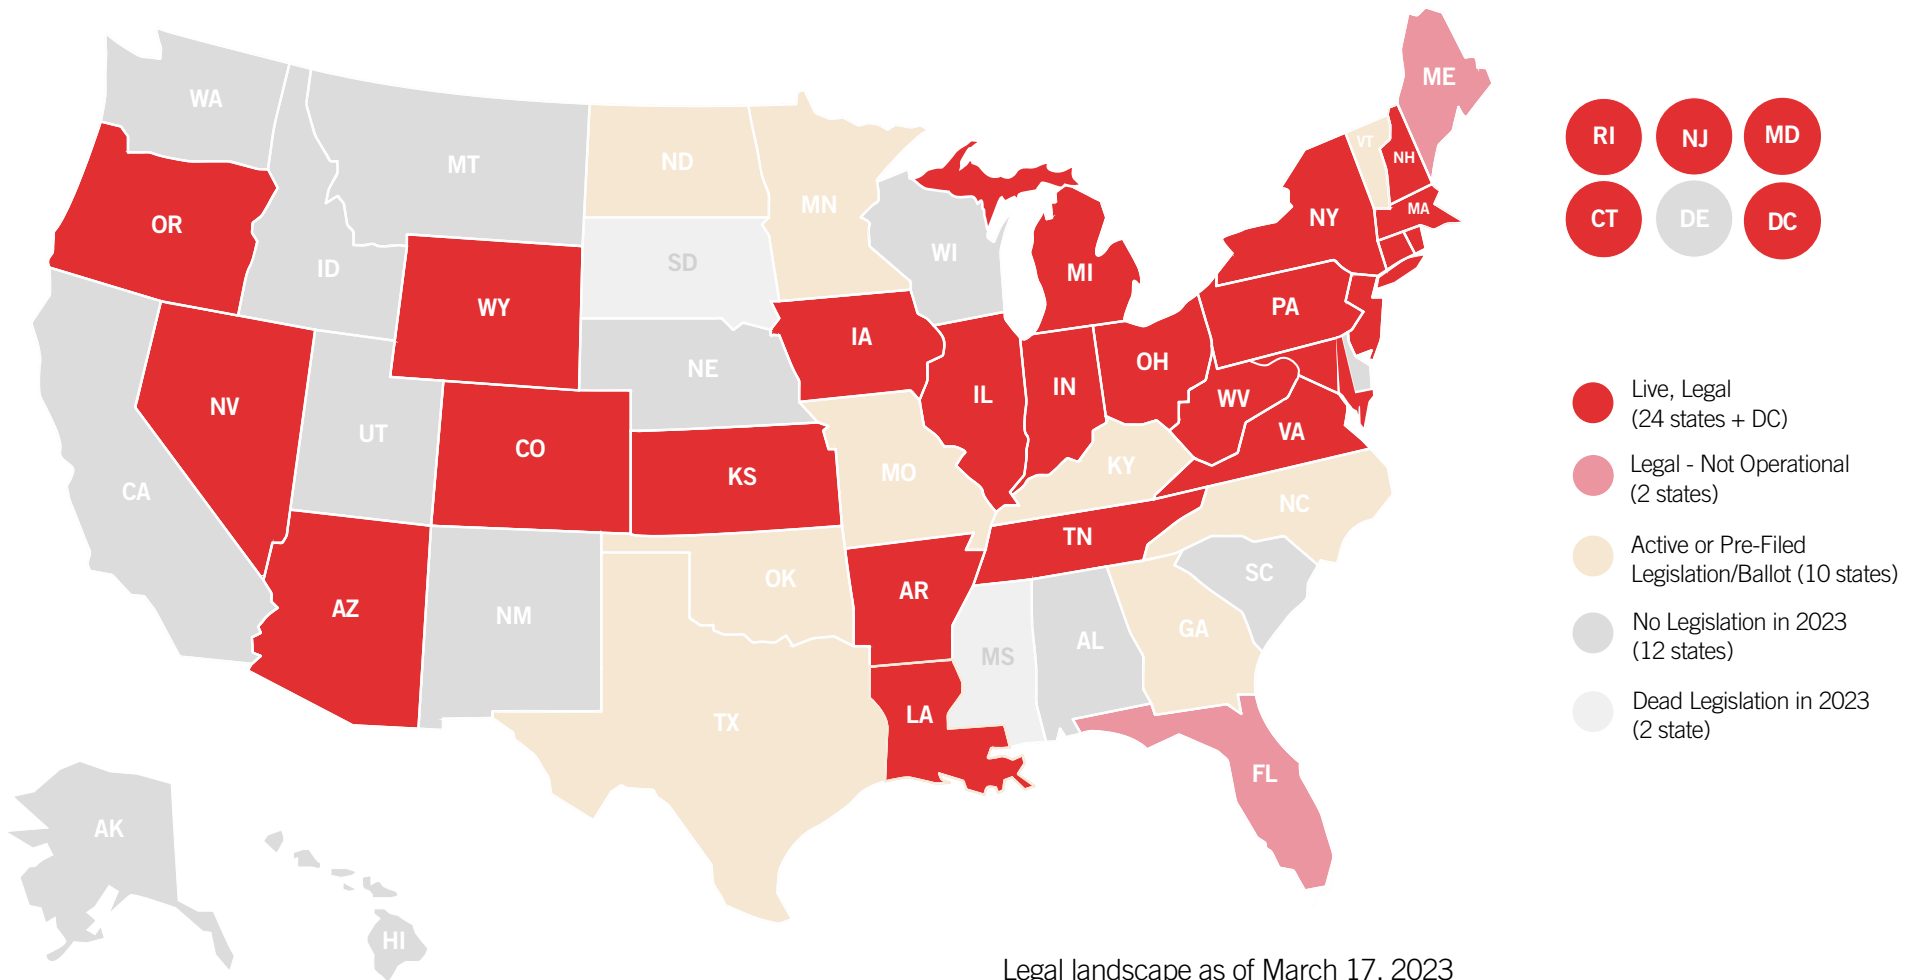 WA
OR
CA
NV
ID
MT
WY
UT
AZ
CO
NM
ND
SD
NE
KS
OK
TX
MN
IA
MO
AR
LA
WI
IL
MI
IN
OH
KY
TN
MS
AL
GA
FL
SC
NC
VA
WV
PA
NY
VT
NH
MA
ME
AK
HI
RI
NJ
MD
CT
DE
DC
Live, Legal
(24 states + DC)
Legal - Not Operational
(2 states)
Active or Pre-Filed
Legislation/Ballot (10 states)
No Legislation in 2023
(12 states)
Dead Legislation in 2023
(2 state)
Legal landscape as of March 17, 2023